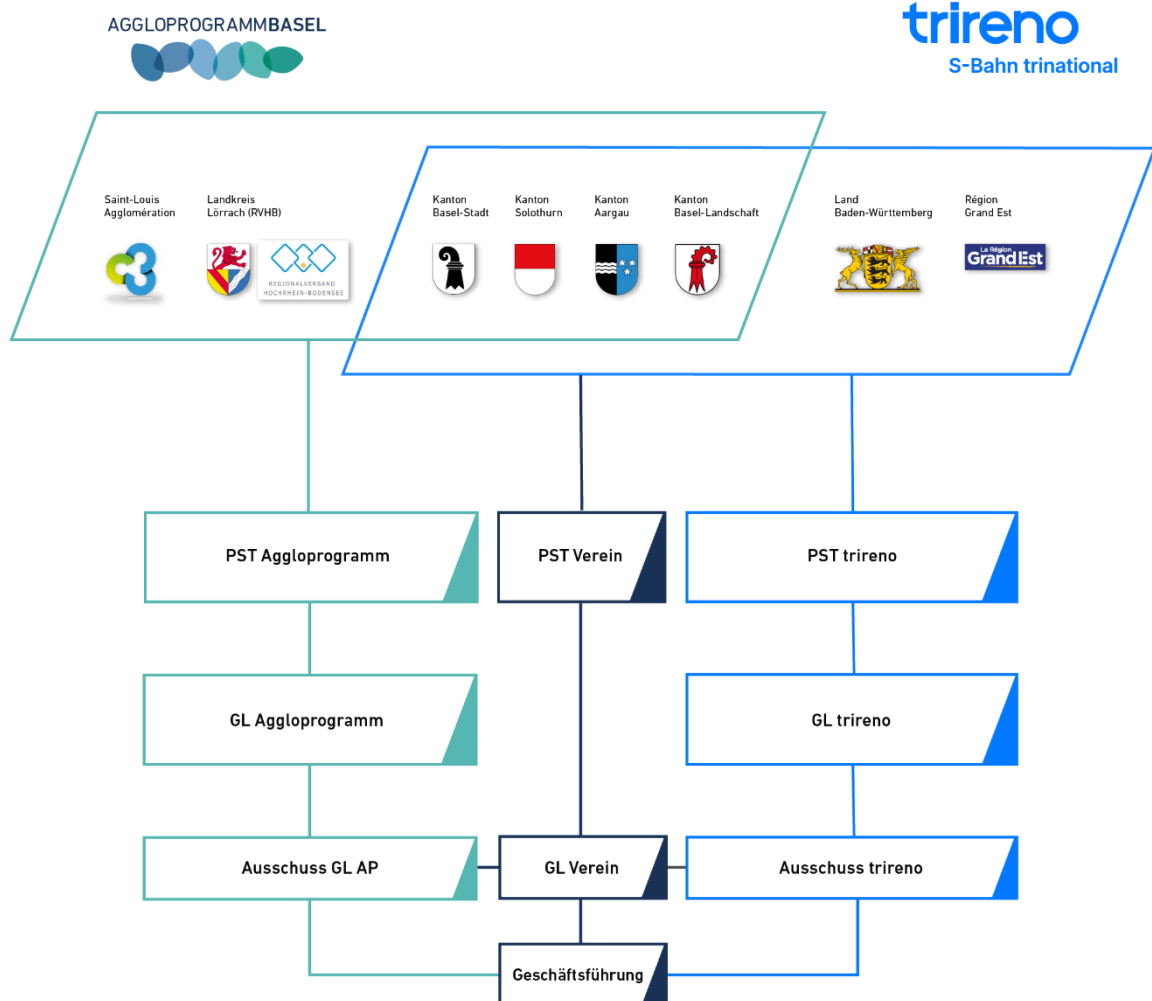 AGGLOPROGRAMMBASEL
trireno
S-Bahn trinational
Saint-Louis
Agglomération
Landkreis
Lörrach (RVHB)
Kanton
Basel-Stadt
Kanton
Solothurn
Kanton
Aargau
Kanton
Basel-Landschaft
Land
Baden-Württemberg
Région
Grand Est
REGIONALVERBAND
HOCHRHEIN-BODENSEE
La Région
GrandEst
PST Aggloprogramm
PST Verein
PST trireno
GL Aggloprogramm
GL trireno
Ausschuss GL AP
GL Verein
Ausschuss trireno
Geschäftsführung